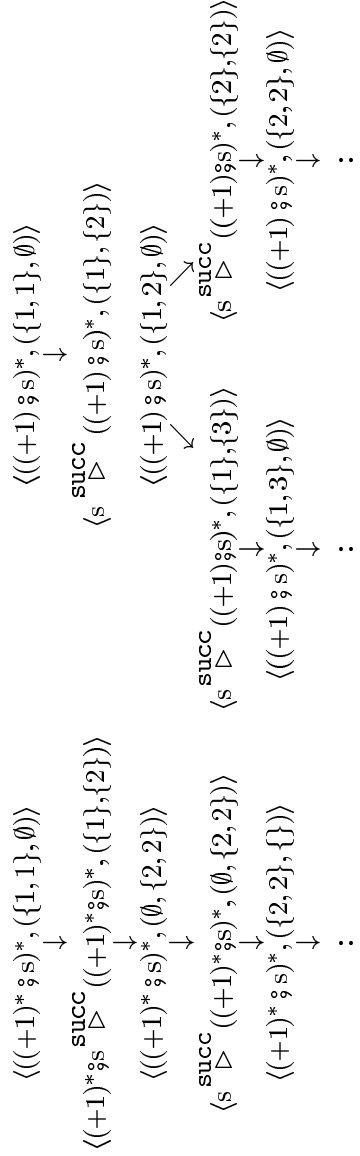 ⟨((+1)*⨟s)*,({1,1},∅)⟩
↓
succ
⟨(+1)*⨟s ▷ ((+1)*⨟s)*,({1},{2})⟩
↓
⟨((+1)*⨟s)*,(∅,{2,2})⟩
↓
succ
⟨s ▷ ((+1)*⨟s)*,(∅,{2,2})⟩
↓
⟨(+1)*⨟s)*,({2,2},{})⟩
↓
:
⟨((+1)⨟s)*,({1,1},∅)⟩
↓
succ
⟨s ▷ ((+1)⨟s)*,({1},{2})⟩
⟨((+1)⨟s)*,({1,2},∅)⟩
↙ ↘
succ
⟨s ▷ ((+1)⨟s)*,({1},{3})⟩
↓
⟨((+1)⨟s)*,({1,3},∅)⟩
↓
:
succ
⟨s ▷ ((+1)⨟s)*,({2},{2})⟩
↓
⟨((+1)⨟s)*,({2,2},∅)⟩
↓
: